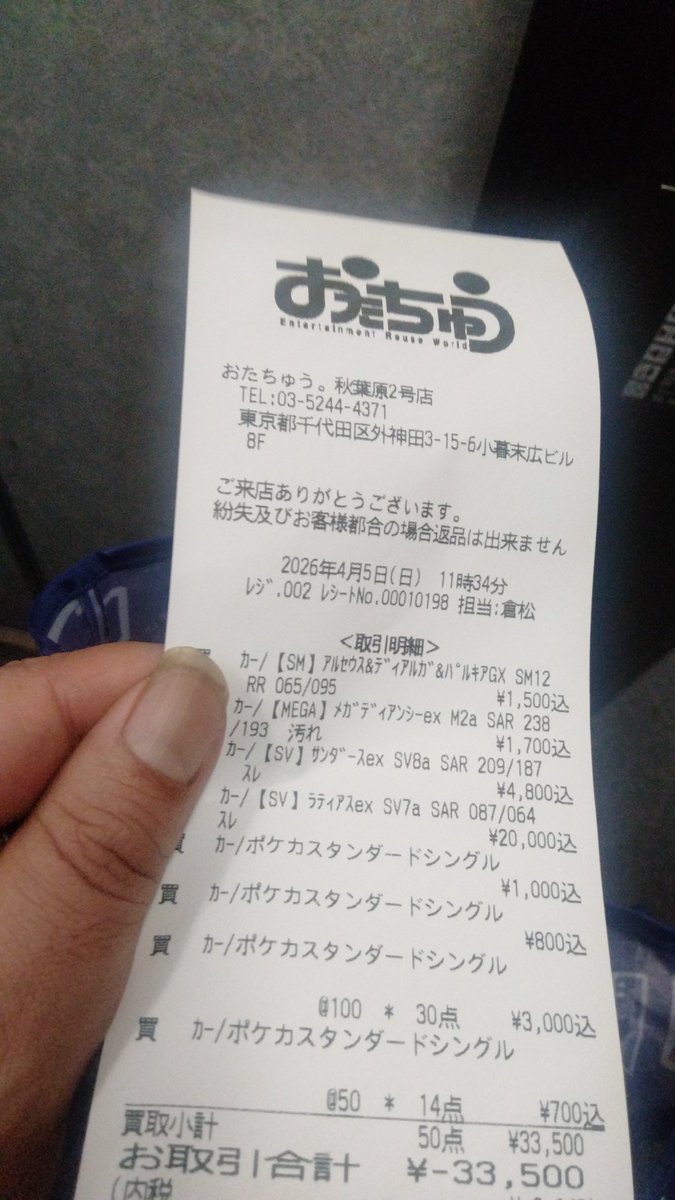 おたちゅう
Entertainment Reuse World
おたちゅう。秋葉原2号店
TEL:03-5244-4371
東京都千代田区外神田3-15-6小暮末広ビル
8F
ご来店ありがとうございます。
紛失及びお客様都合の場合返品は出来ません
2026年4月5日(日) 11時34分
ﾚｼﾞ.002 ﾚｼｰﾄNo.00010198 担当:倉松
<取引明細>
ｶｰ/【SM】ｱﾙｾｳｽ&ﾃﾞｨｱﾙｶﾞ&ﾊﾟﾙｷｱGX SM12
RR 065/095
¥1,500込
ｶｰ/【MEGA】ﾒｶﾞﾃﾞｨｱﾝｼｰex M2a SAR 238
/193 汚れ
¥1,700込
ｶｰ/【SV】ｻﾝﾀﾞｰｽex SV8a SAR 209/187
ｽﾚ
¥4,800込
ｶｰ/【SV】ﾗﾃｨｱｽex SV7a SAR 087/064
ｽﾚ
¥20,000込
買 ｶｰ/ポケカスタンダードシングル
¥1,000込
買 ｶｰ/ポケカスタンダードシングル
¥800込
買 ｶｰ/ポケカスタンダードシングル
@100 * 30点 ¥3,000込
買 ｶｰ/ポケカスタンダードシングル
@50 * 14点 ¥700込
買取小計 50点 ¥33,500
お取引合計 ¥-33,500
(内税